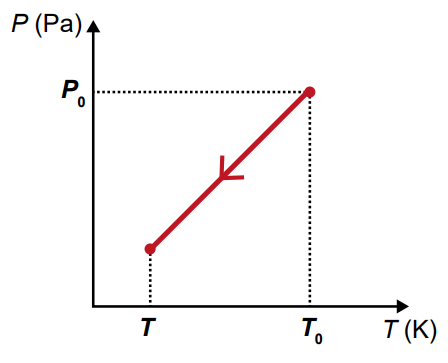 P (Pa)
P₀
T
T₀
T (K)